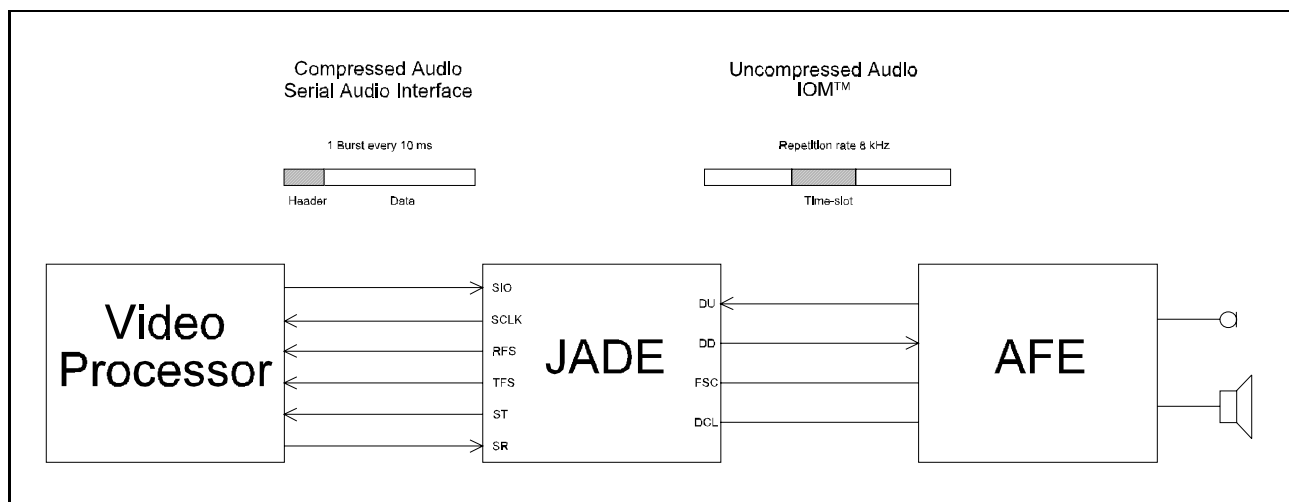 Compressed Audio
Serial Audio Interface
Uncompressed Audio
IOM™
1 Burst every 10 ms
Repetition rate 8 kHz
Header
Data
Time-slot
Video
Processor
SIO
SCLK
RFS
TFS
ST
SR
JADE
DU
DD
FSC
DCL
AFE